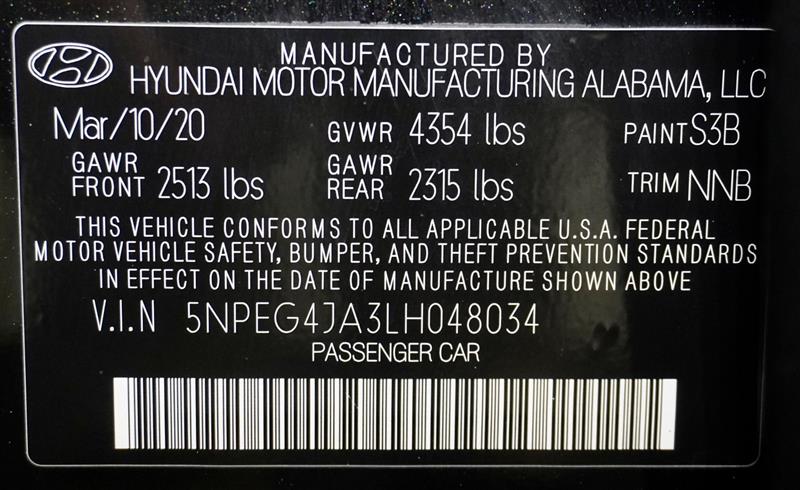 MANUFACTURED BY
HYUNDAI MOTOR MANUFACTURING ALABAMA, LLC
Mar/10/20 GVWR 4354 lbs PAINT S3B
GAWR FRONT 2513 lbs GAWR REAR 2315 lbs TRIM NNB
THIS VEHICLE CONFORMS TO ALL APPLICABLE U.S.A. FEDERAL
MOTOR VEHICLE SAFETY, BUMPER, AND THEFT PREVENTION STANDARDS
IN EFFECT ON THE DATE OF MANUFACTURE SHOWN ABOVE
V.I.N 5NPEG4JA3LH048034
PASSENGER CAR